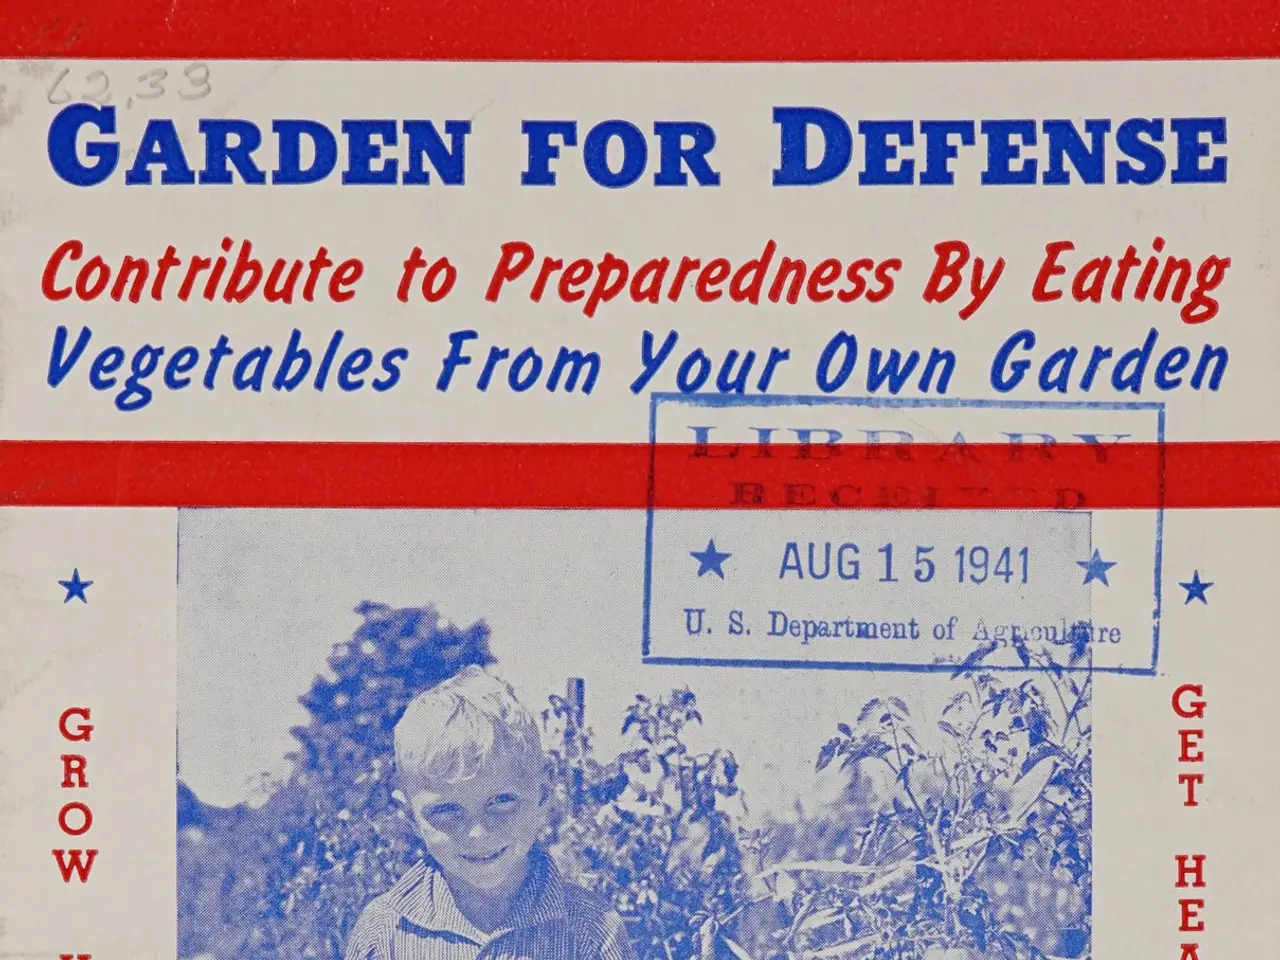 62.33
GARDEN FOR DEFENSE
Contribute to Preparedness By Eating
Vegetables From Your Own Garden
LIBRARY
RECEIVED
★ AUG 15 1941 ★
U. S. Department of Agriculture
GROW
GET